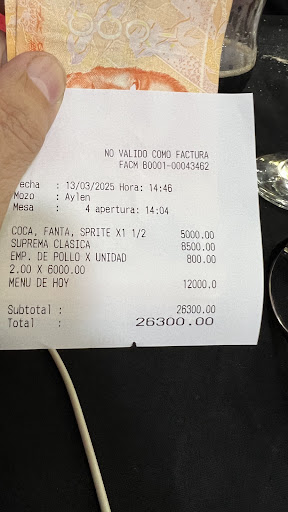 NO VALIDO COMO FACTURA
FACM B0001-00043462
Fecha : 13/03/2025 Hora: 14:46
Mozo : Aylen
Mesa : 4 apertura: 14:04
COCA, FANTA, SPRITE X1 1/2 5000.00
SUPREMA CLASICA 8500.00
EMP. DE POLLO X UNIDAD 800.00
2.00 X 6000.00
MENU DE HOY 12000.0
Subtotal : 26300.00
Total : 26300.00